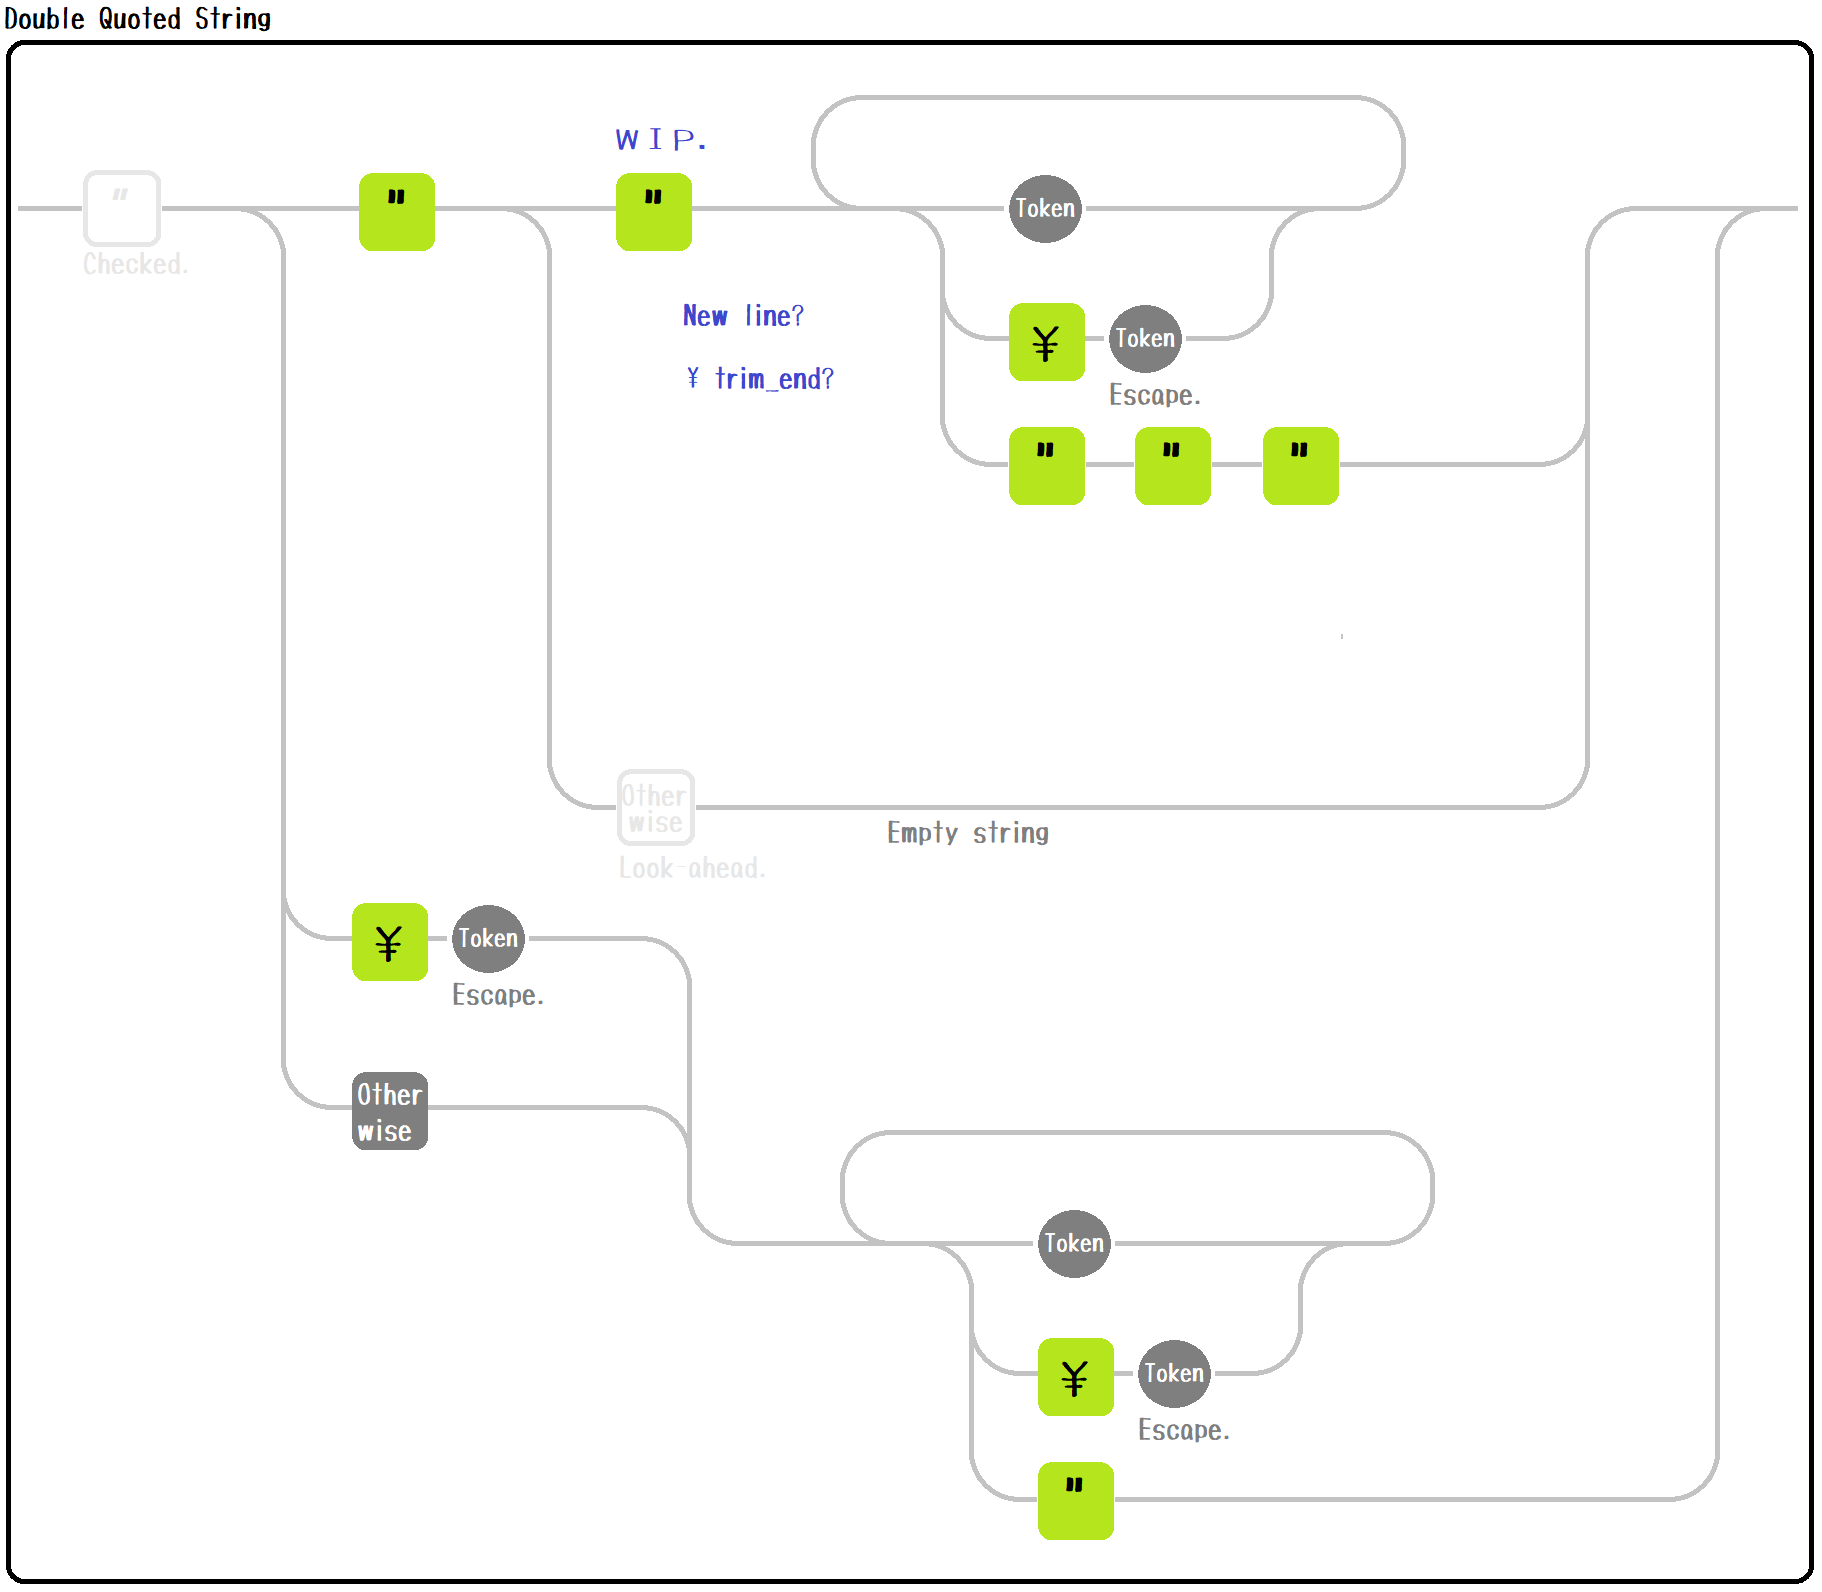 Double Quoted String
WIP.
"
"
"
Token
Checked.
New line?
¥
Token
¥ trim_end?
Escape.
"
"
"
Other
wise
Empty string
Look-ahead.
¥
Token
Escape.
Other
wise
Token
¥
Token
Escape.
"